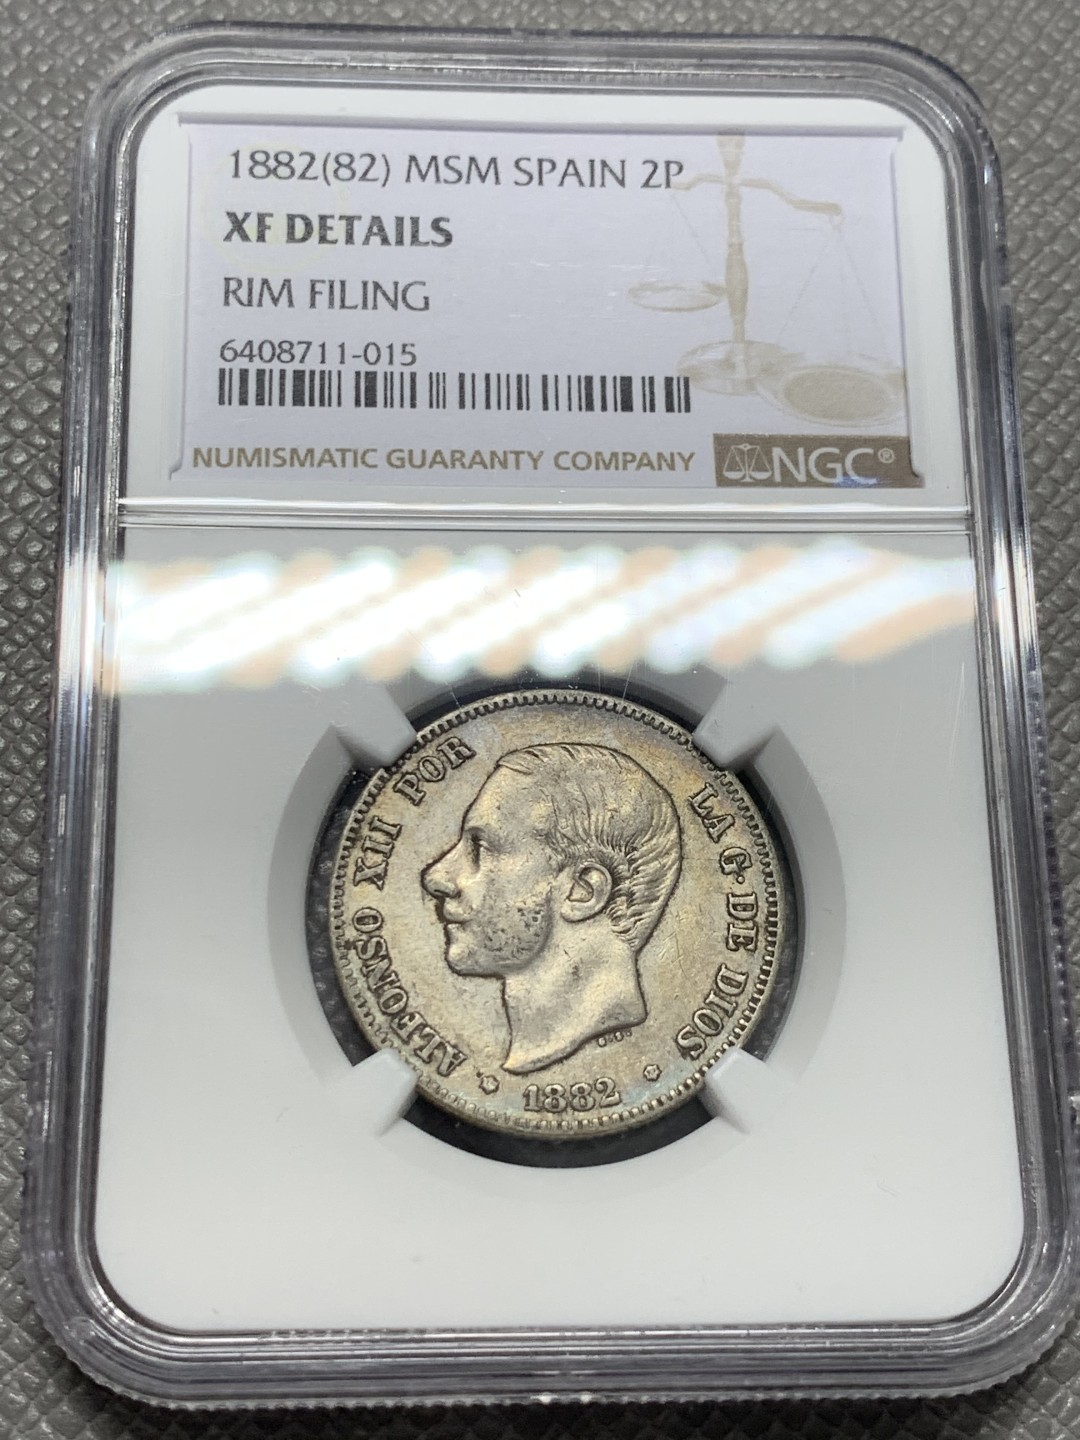 1882(82) MSM SPAIN 2P
XF DETAILS
RIM FILING
6408711-015
NUMISMATIC GUARANTY COMPANY
NGC®
ALFONSO XII POR LA G. DE DIOS
1882